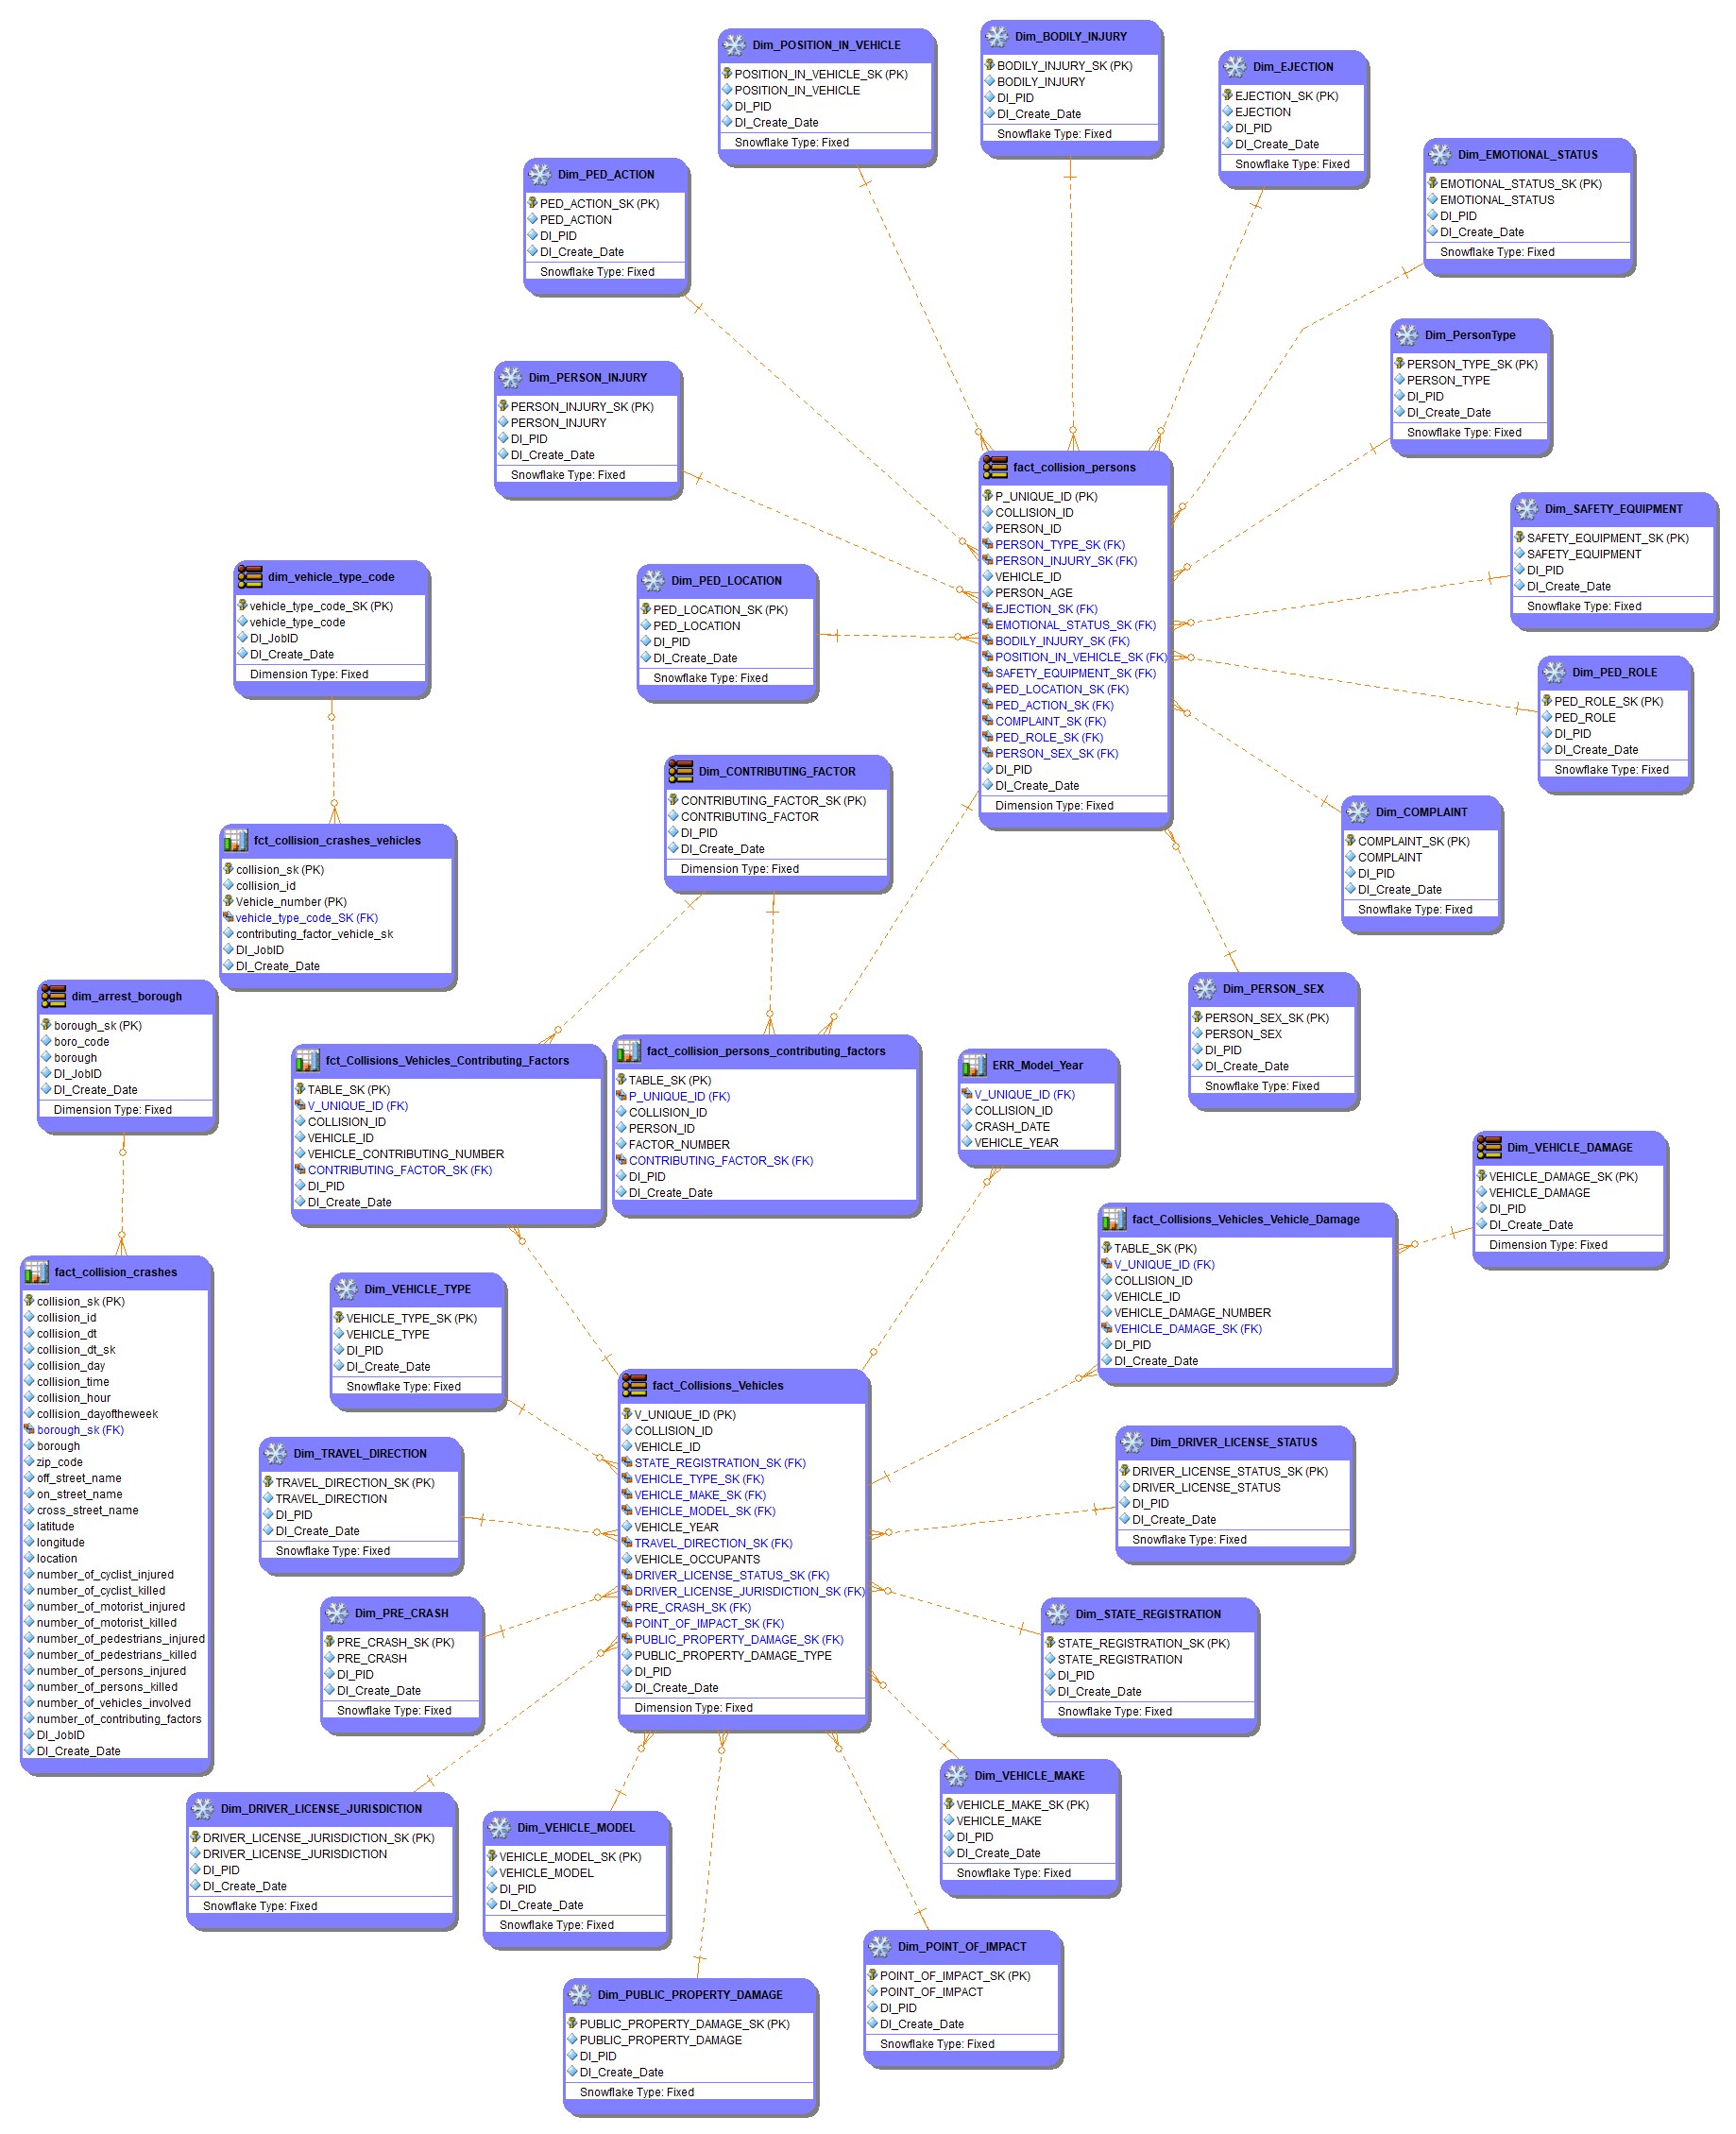 Dim_POSITION_IN_VEHICLE
POSITION_IN_VEHICLE_SK (PK)
POSITION_IN_VEHICLE
DI_PID
DI_Create_Date
Snowflake Type: Fixed
Dim_BODILY_INJURY
BODILY_INJURY_SK (PK)
BODILY_INJURY
DI_PID
DI_Create_Date
Snowflake Type: Fixed
Dim_EJECTION
EJECTION_SK (PK)
EJECTION
DI_PID
DI_Create_Date
Snowflake Type: Fixed
Dim_EMOTIONAL_STATUS
EMOTIONAL_STATUS_SK (PK)
EMOTIONAL_STATUS
DI_PID
DI_Create_Date
Snowflake Type: Fixed
Dim_PED_ACTION
PED_ACTION_SK (PK)
PED_ACTION
DI_PID
DI_Create_Date
Snowflake Type: Fixed
Dim_PersonType
PERSON_TYPE_SK (PK)
PERSON_TYPE
DI_PID
DI_Create_Date
Snowflake Type: Fixed
Dim_PERSON_INJURY
PERSON_INJURY_SK (PK)
PERSON_INJURY
DI_PID
DI_Create_Date
Snowflake Type: Fixed
fact_collision_persons
P_UNIQUE_ID (PK)
COLLISION_ID
PERSON_ID
PERSON_TYPE_SK (FK)
PERSON_INJURY_SK (FK)
VEHICLE_ID
PERSON_AGE
EJECTION_SK (FK)
EMOTIONAL_STATUS_SK (FK)
BODILY_INJURY_SK (FK)
POSITION_IN_VEHICLE_SK (FK)
SAFETY_EQUIPMENT_SK (FK)
PED_LOCATION_SK (FK)
PED_ACTION_SK (FK)
COMPLAINT_SK (FK)
PED_ROLE_SK (FK)
PERSON_SEX_SK (FK)
DI_PID
DI_Create_Date
Dimension Type: Fixed
Dim_SAFETY_EQUIPMENT
SAFETY_EQUIPMENT_SK (PK)
SAFETY_EQUIPMENT
DI_PID
DI_Create_Date
Snowflake Type: Fixed
dim_vehicle_type_code
vehicle_type_code_SK (PK)
vehicle_type_code
DI_JobID
DI_Create_Date
Dimension Type: Fixed
Dim_PED_LOCATION
PED_LOCATION_SK (PK)
PED_LOCATION
DI_PID
DI_Create_Date
Snowflake Type: Fixed
Dim_PED_ROLE
PED_ROLE_SK (PK)
PED_ROLE
DI_PID
DI_Create_Date
Snowflake Type: Fixed
Dim_CONTRIBUTING_FACTOR
CONTRIBUTING_FACTOR_SK (PK)
CONTRIBUTING_FACTOR
DI_PID
DI_Create_Date
Dimension Type: Fixed
Dim_COMPLAINT
COMPLAINT_SK (PK)
COMPLAINT
DI_PID
DI_Create_Date
Snowflake Type: Fixed
fct_collision_crashes_vehicles
collision_sk (PK)
collision_id
Vehicle_number (PK)
vehicle_type_code_SK (FK)
contributing_factor_vehicle_sk
DI_JobID
DI_Create_Date
Dim_PERSON_SEX
PERSON_SEX_SK (PK)
PERSON_SEX
DI_PID
DI_Create_Date
Snowflake Type: Fixed
dim_arrest_borough
borough_sk (PK)
boro_code
borough
DI_JobID
DI_Create_Date
Dimension Type: Fixed
fct_Collisions_Vehicles_Contributing_Factors
TABLE_SK (PK)
V_UNIQUE_ID (FK)
COLLISION_ID
VEHICLE_ID
VEHICLE_CONTRIBUTING_NUMBER
CONTRIBUTING_FACTOR_SK (FK)
DI_PID
DI_Create_Date
fact_collision_persons_contributing_factors
TABLE_SK (PK)
P_UNIQUE_ID (FK)
COLLISION_ID
PERSON_ID
FACTOR_NUMBER
CONTRIBUTING_FACTOR_SK (FK)
DI_PID
DI_Create_Date
ERR_Model_Year
V_UNIQUE_ID (FK)
COLLISION_ID
CRASH_DATE
VEHICLE_YEAR
Dim_VEHICLE_DAMAGE
VEHICLE_DAMAGE_SK (PK)
VEHICLE_DAMAGE
DI_PID
DI_Create_Date
Dimension Type: Fixed
fact_Collisions_Vehicles_Vehicle_Damage
TABLE_SK (PK)
V_UNIQUE_ID (FK)
COLLISION_ID
VEHICLE_ID
VEHICLE_DAMAGE_NUMBER
VEHICLE_DAMAGE_SK (FK)
DI_PID
DI_Create_Date
fact_collision_crashes
collision_sk (PK)
collision_id
collision_dt
collision_dt_sk
collision_day
collision_time
collision_hour
collision_dayoftheweek
borough_sk (FK)
borough
zip_code
off_street_name
on_street_name
cross_street_name
latitude
longitude
location
number_of_cyclist_injured
number_of_cyclist_killed
number_of_motorist_injured
number_of_motorist_killed
number_of_pedestrians_injured
number_of_pedestrians_killed
number_of_persons_injured
number_of_persons_killed
number_of_vehicles_involved
number_of_contributing_factors
DI_JobID
DI_Create_Date
Dim_VEHICLE_TYPE
VEHICLE_TYPE_SK (PK)
VEHICLE_TYPE
DI_PID
DI_Create_Date
Snowflake Type: Fixed
fact_Collisions_Vehicles
V_UNIQUE_ID (PK)
COLLISION_ID
VEHICLE_ID
STATE_REGISTRATION_SK (FK)
VEHICLE_TYPE_SK (FK)
VEHICLE_MAKE_SK (FK)
VEHICLE_MODEL_SK (FK)
VEHICLE_YEAR
TRAVEL_DIRECTION_SK (FK)
VEHICLE_OCCUPANTS
DRIVER_LICENSE_STATUS_SK (FK)
DRIVER_LICENSE_JURISDICTION_SK (FK)
PRE_CRASH_SK (FK)
POINT_OF_IMPACT_SK (FK)
PUBLIC_PROPERTY_DAMAGE_SK (FK)
PUBLIC_PROPERTY_DAMAGE_TYPE
DI_PID
DI_Create_Date
Dimension Type: Fixed
Dim_TRAVEL_DIRECTION
TRAVEL_DIRECTION_SK (PK)
TRAVEL_DIRECTION
DI_PID
DI_Create_Date
Snowflake Type: Fixed
Dim_DRIVER_LICENSE_STATUS
DRIVER_LICENSE_STATUS_SK (PK)
DRIVER_LICENSE_STATUS
DI_PID
DI_Create_Date
Snowflake Type: Fixed
Dim_PRE_CRASH
PRE_CRASH_SK (PK)
PRE_CRASH
DI_PID
DI_Create_Date
Snowflake Type: Fixed
Dim_STATE_REGISTRATION
STATE_REGISTRATION_SK (PK)
STATE_REGISTRATION
DI_PID
DI_Create_Date
Snowflake Type: Fixed
Dim_VEHICLE_MAKE
VEHICLE_MAKE_SK (PK)
VEHICLE_MAKE
DI_PID
DI_Create_Date
Snowflake Type: Fixed
Dim_DRIVER_LICENSE_JURISDICTION
DRIVER_LICENSE_JURISDICTION_SK (PK)
DRIVER_LICENSE_JURISDICTION
DI_PID
DI_Create_Date
Snowflake Type: Fixed
Dim_VEHICLE_MODEL
VEHICLE_MODEL_SK (PK)
VEHICLE_MODEL
DI_PID
DI_Create_Date
Snowflake Type: Fixed
Dim_POINT_OF_IMPACT
POINT_OF_IMPACT_SK (PK)
POINT_OF_IMPACT
DI_PID
DI_Create_Date
Snowflake Type: Fixed
Dim_PUBLIC_PROPERTY_DAMAGE
PUBLIC_PROPERTY_DAMAGE_SK (PK)
PUBLIC_PROPERTY_DAMAGE
DI_PID
DI_Create_Date
Snowflake Type: Fixed